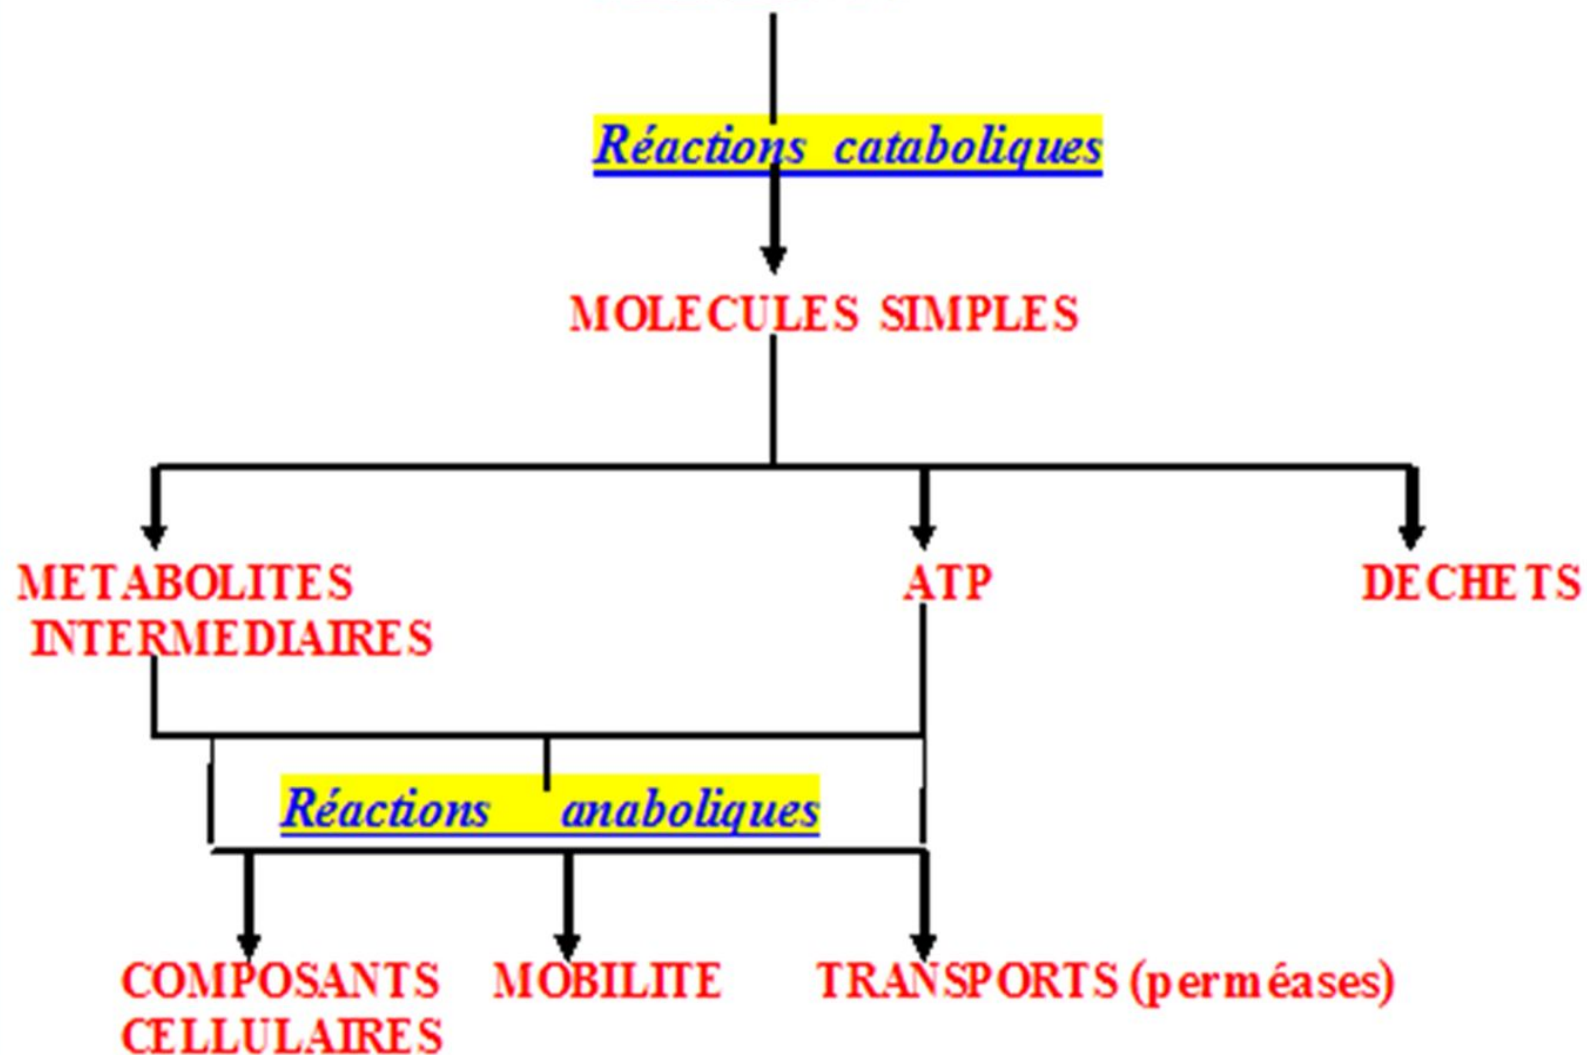 Réactions cataboliques
MOLECULES SIMPLES
METABOLITES
INTERMEDIAIRES
ATP
DECHETS
Réactions anaboliques
COMPOSANTS
CELLULAIRES
MOBILITE
TRANSPORTS (perméases)